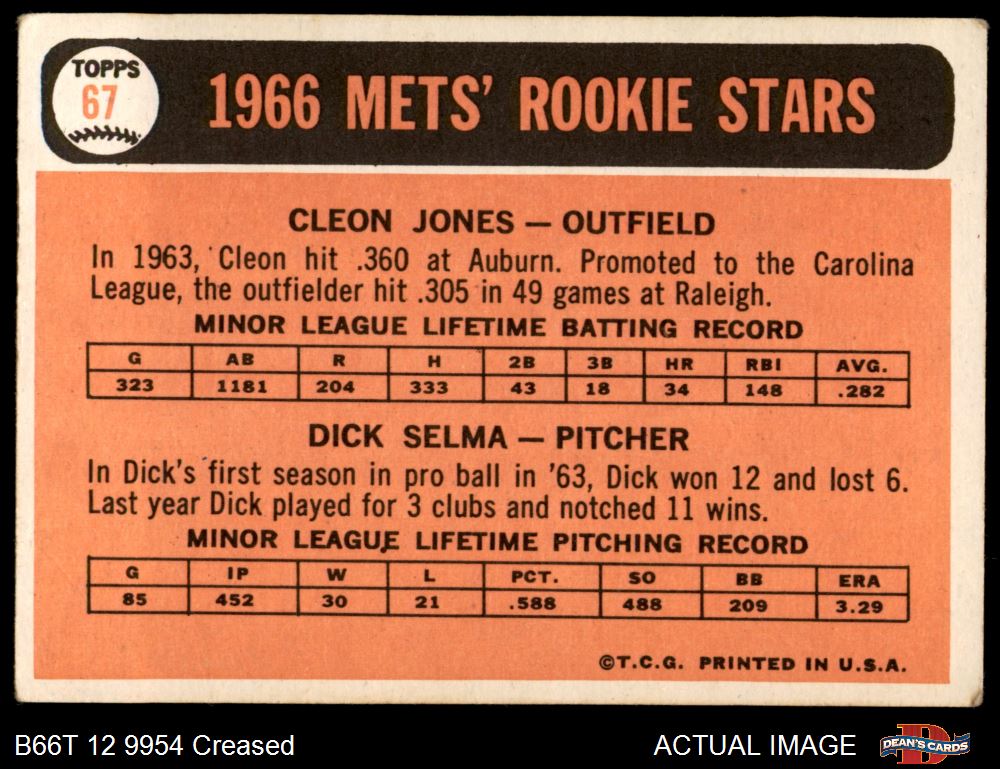 TOPPS
67
1966 METS' ROOKIE STARS
CLEON JONES — OUTFIELD
In 1963, Cleon hit .360 at Auburn. Promoted to the Carolina
League, the outfielder hit .305 in 49 games at Raleigh.
MINOR LEAGUE LIFETIME BATTING RECORD
G AB R H 2B 3B HR RBI AVG.
323 1181 204 333 43 18 34 148 .282
DICK SELMA — PITCHER
In Dick's first season in pro ball in '63, Dick won 12 and lost 6.
Last year Dick played for 3 clubs and notched 11 wins.
MINOR LEAGUE LIFETIME PITCHING RECORD
G IP W L PCT. SO BB ERA
85 452 30 21 .588 488 209 3.29
©T.C.G. PRINTED IN U.S.A.
B66T 12 9954 Creased
ACTUAL IMAGE
D
DEAN'S CARDS